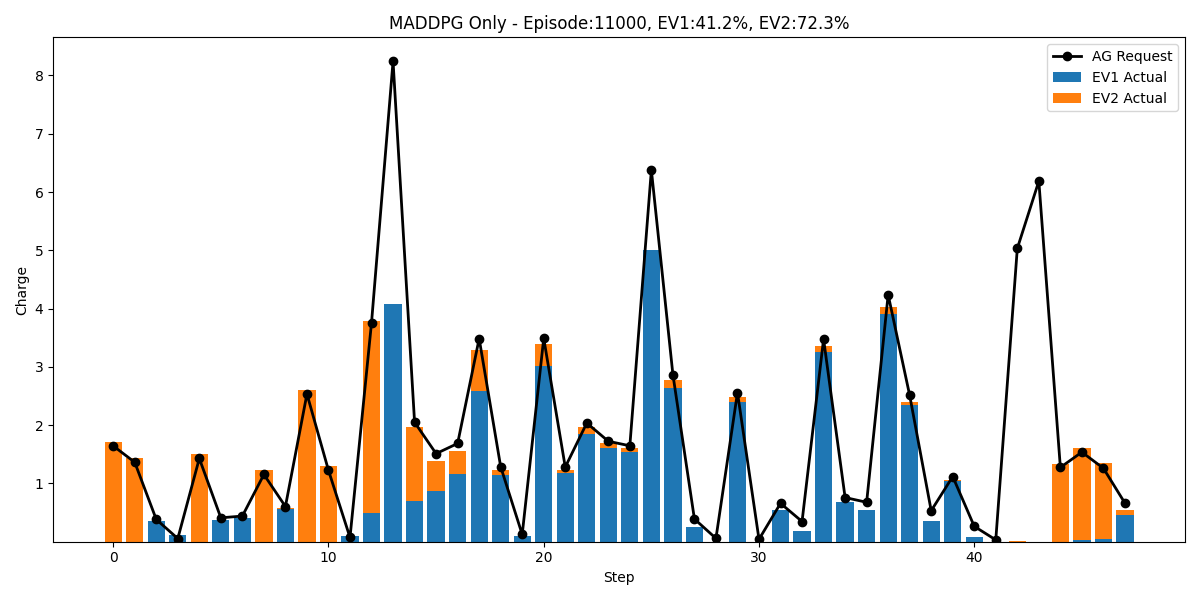 MADDPG Only - Episode:11000, EV1:41.2%, EV2:72.3%
AG Request
EV1 Actual
EV2 Actual
Charge
8
7
6
5
4
3
2
1
0 10 20 30 40
Step